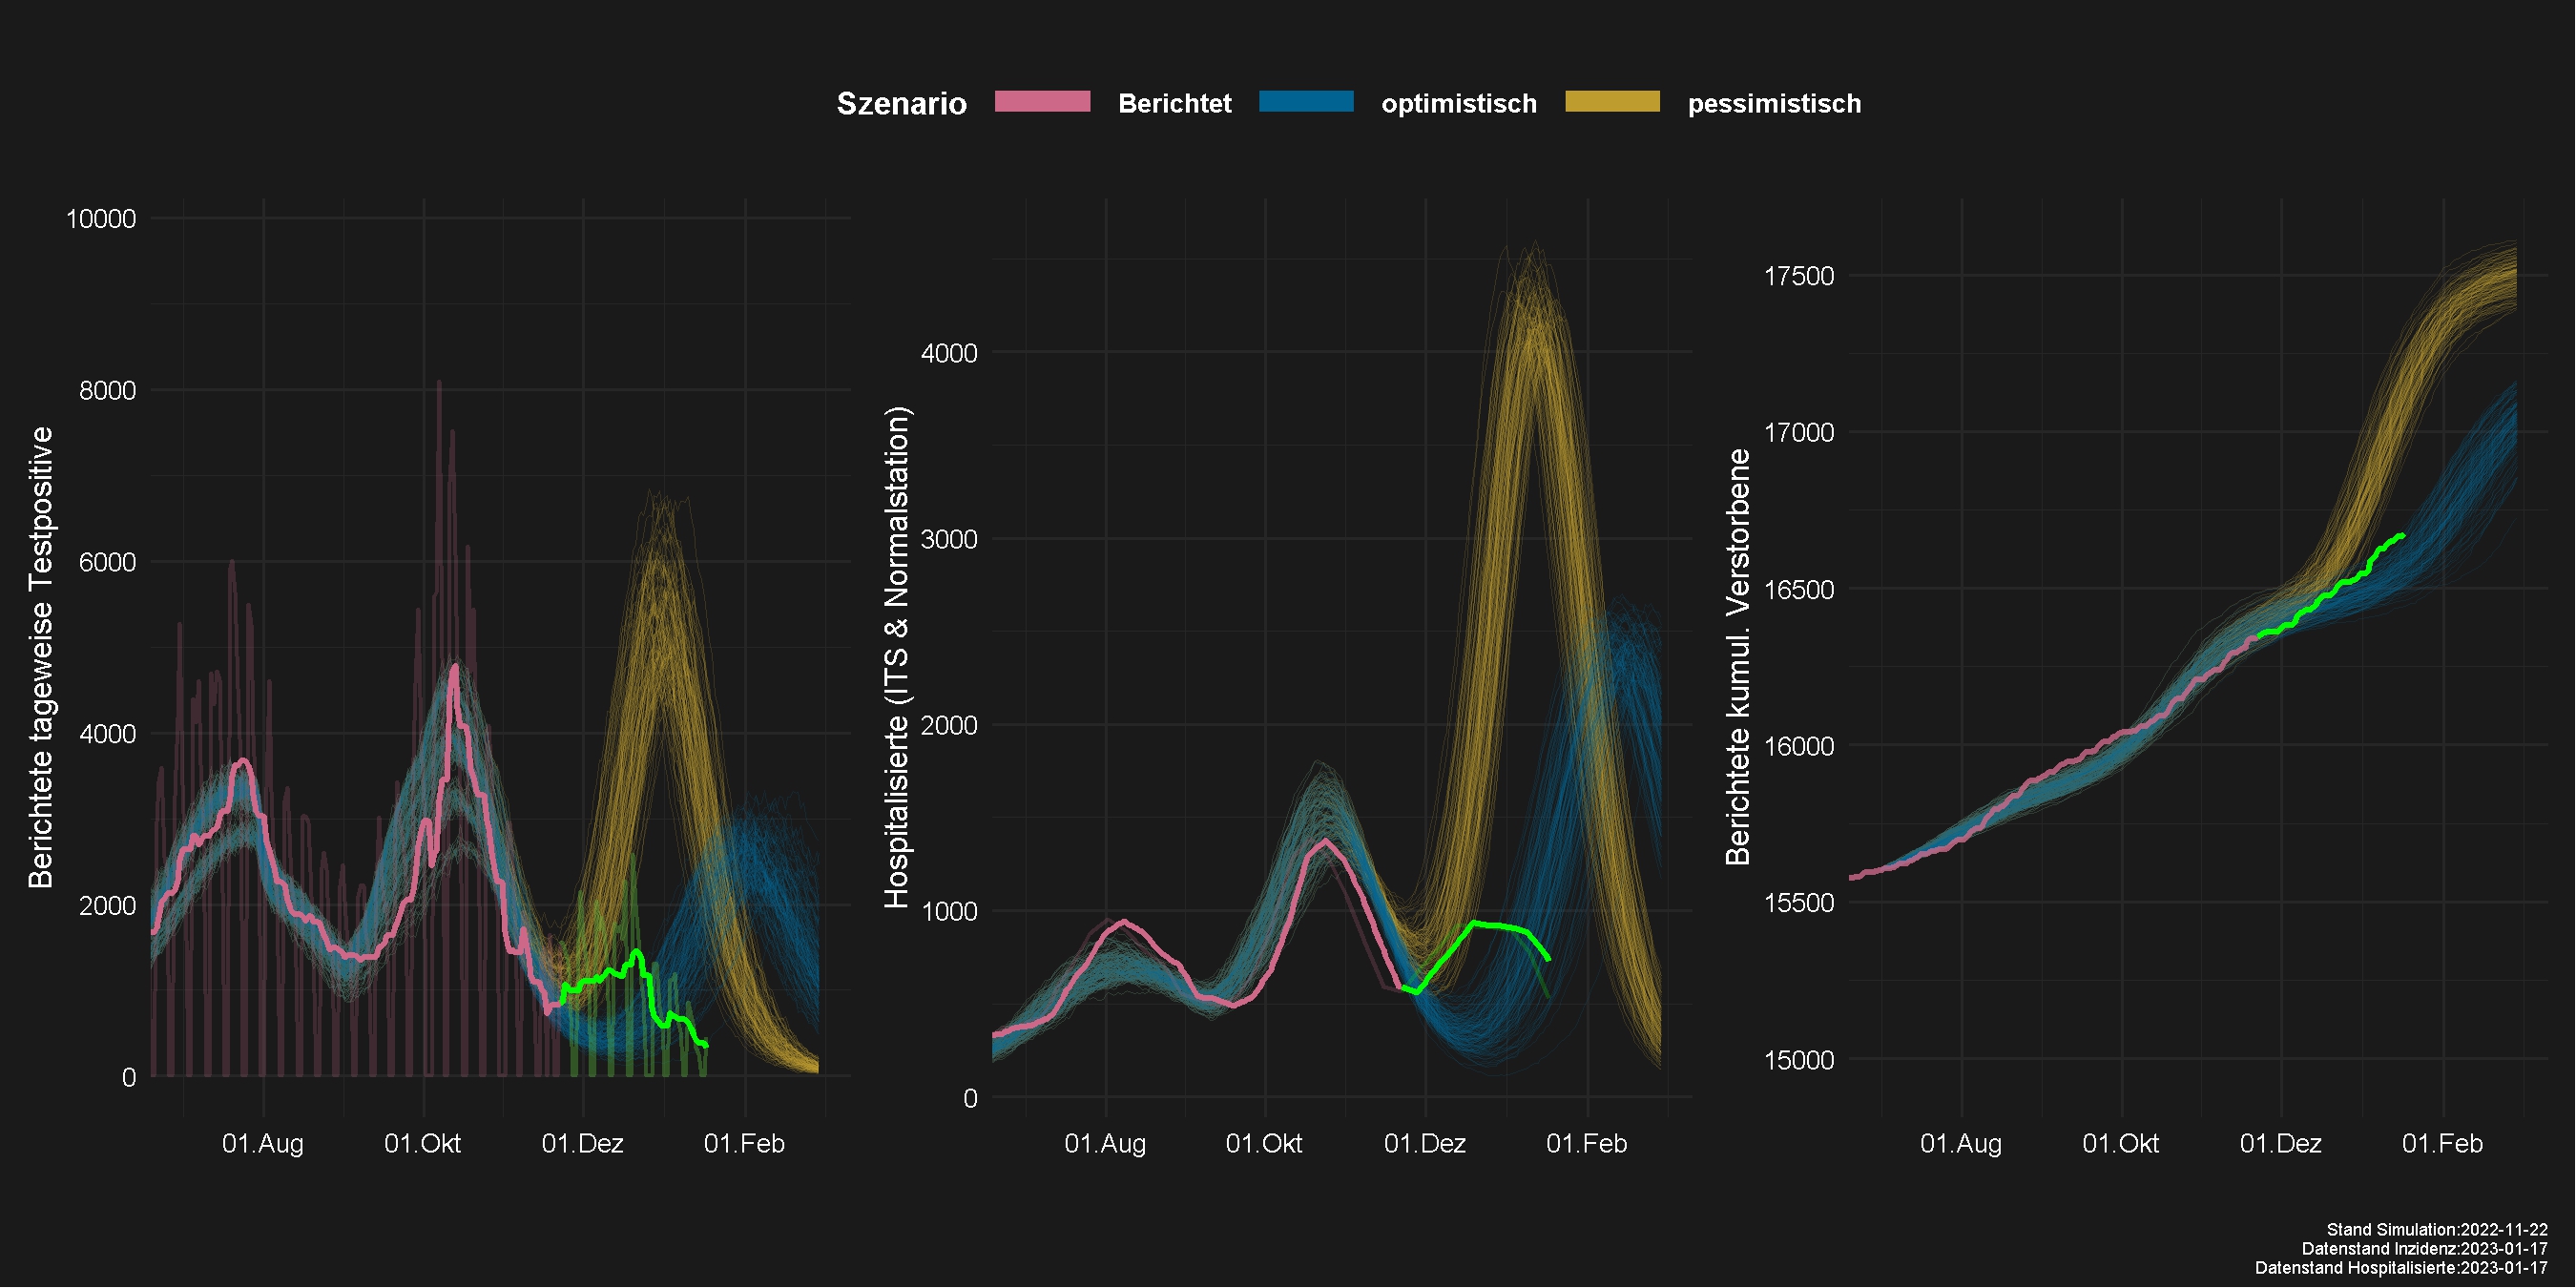 Szenario Berichtet optimistisch pessimistisch
Berichtete tageweise Testpositive
10000
8000
6000
4000
2000
0
01.Aug 01.Okt 01.Dez 01.Feb
Hospitalisierte (ITS & Normalstation)
4000
3000
2000
1000
0
01.Aug 01.Okt 01.Dez 01.Feb
Berichtete kumul. Verstorbene
17500
17000
16500
16000
15500
15000
01.Aug 01.Okt 01.Dez 01.Feb
Stand Simulation:2022-11-22
Datenstand Inzidenz:2023-01-17
Datenstand Hospitalisierte:2023-01-17